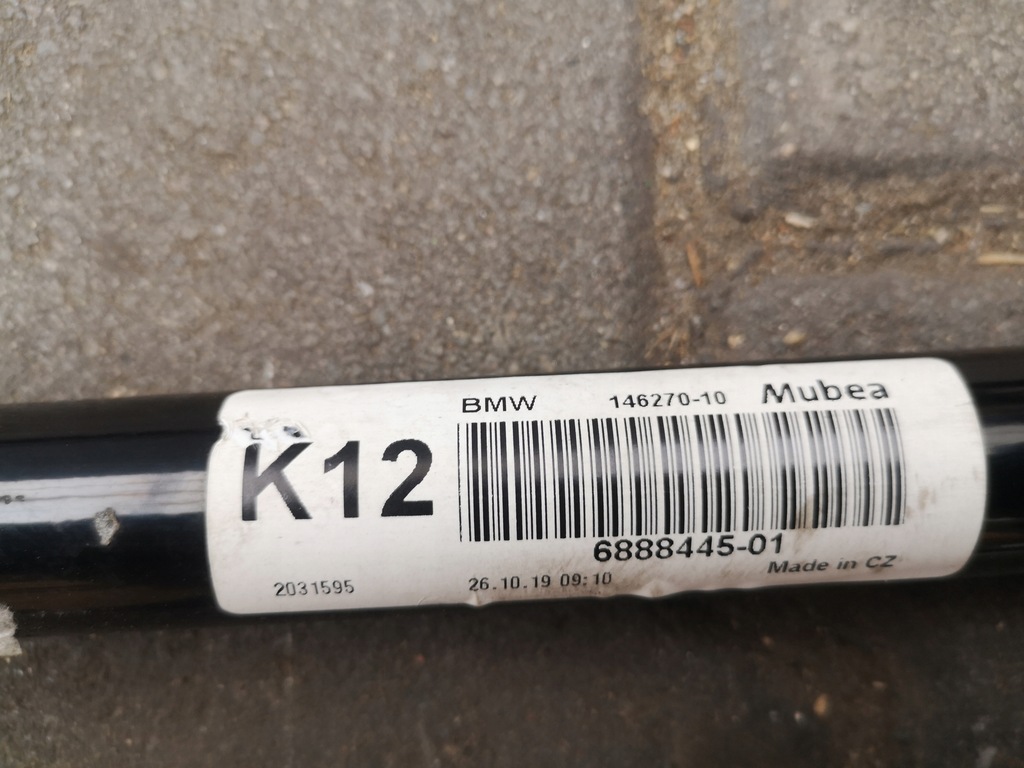 BMW 146270-10 Mubea
K12
6888445-01
Made in CZ
2031595 26.10.19 09:10